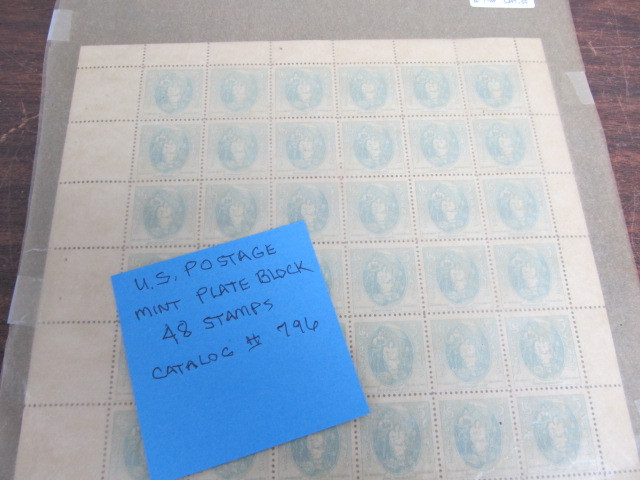 U.S. POSTAGE
MINT PLATE BLOCK
48 STAMPS
CATALOG # 796